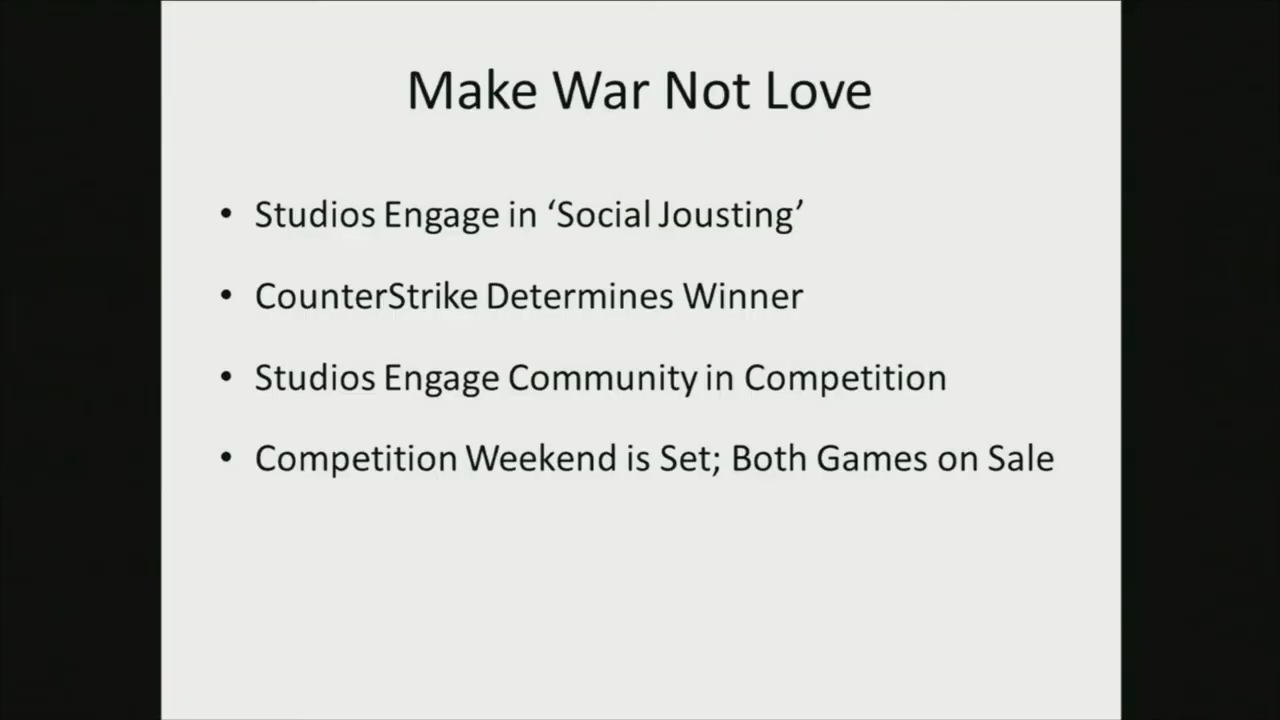 Make War Not Love
• Studios Engage in ‘Social Jousting’
• CounterStrike Determines Winner
• Studios Engage Community in Competition
• Competition Weekend is Set; Both Games on Sale